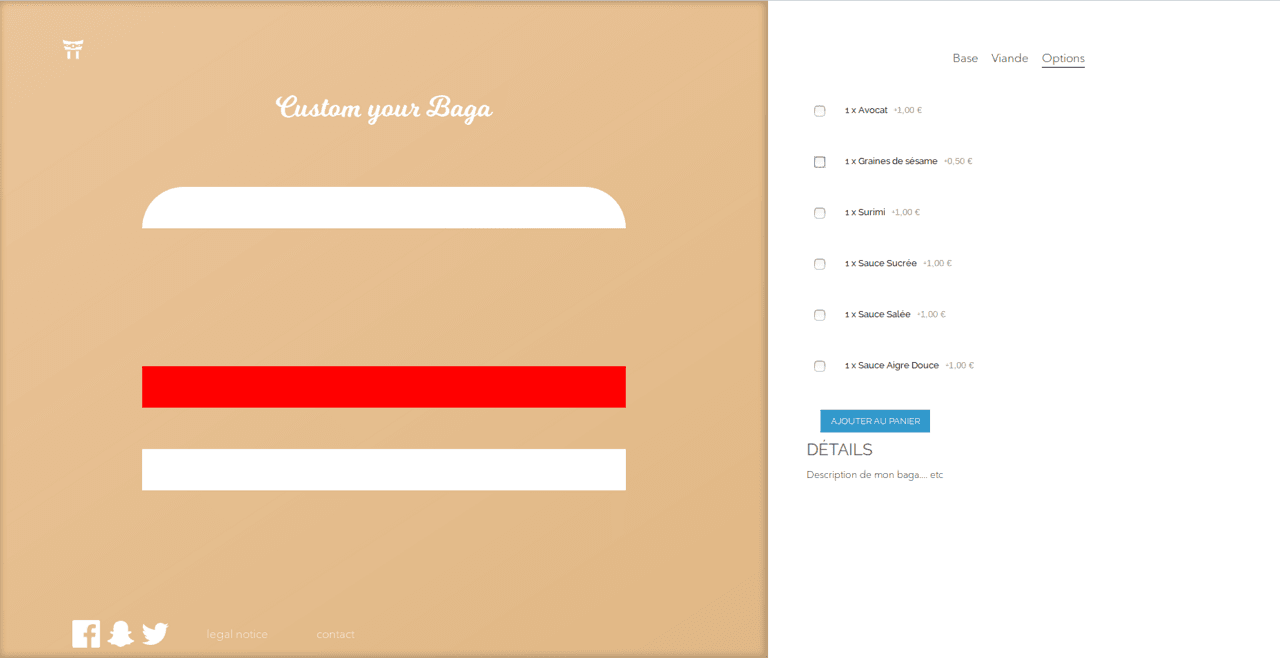 Custom your Baga
legal notice
contact
Base Viande Options
1 x Avocat +1,00 €
1 x Graines de sésame +0,50 €
1 x Surimi +1,00 €
1 x Sauce Sucrée +1,00 €
1 x Sauce Salée +1,00 €
1 x Sauce Aigre Douce +1,00 €
AJOUTER AU PANIER
DÉTAILS
Description de mon baga.... etc